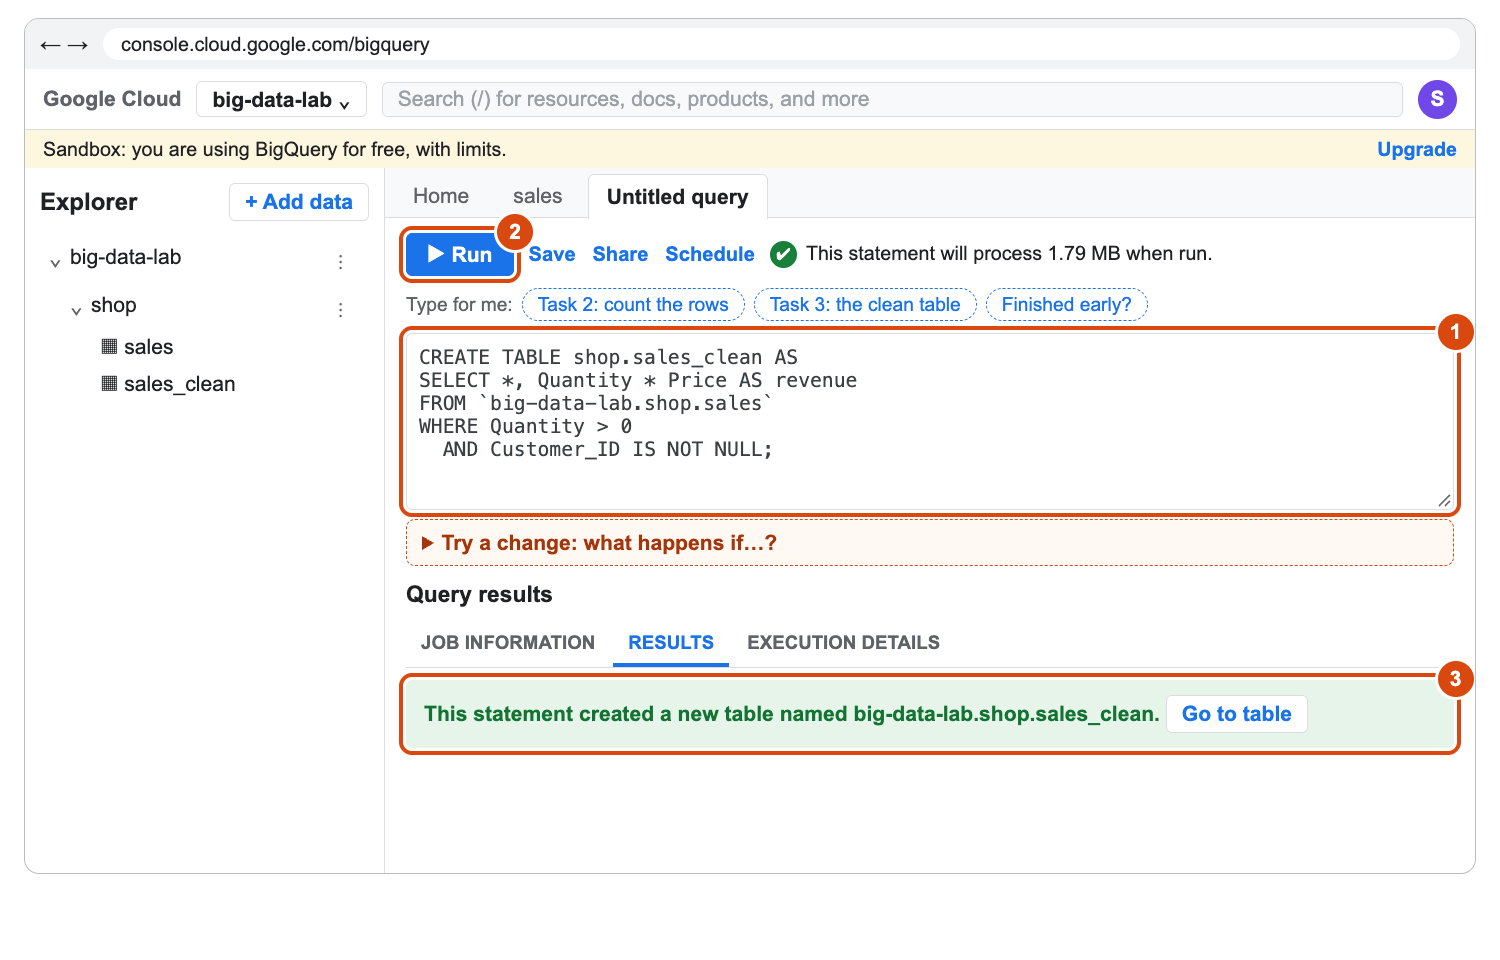 ←→ console.cloud.google.com/bigquery
Google Cloud big-data-lab Search (/) for resources, docs, products, and more S
Sandbox: you are using BigQuery for free, with limits. Upgrade
Explorer + Add data
big-data-lab
shop
sales
sales_clean
Home sales Untitled query
2
▶ Run Save Share Schedule ✔ This statement will process 1.79 MB when run.
Type for me: Task 2: count the rows Task 3: the clean table Finished early?
1
CREATE TABLE shop.sales_clean AS
SELECT *, Quantity * Price AS revenue
FROM `big-data-lab.shop.sales`
WHERE Quantity > 0
  AND Customer_ID IS NOT NULL;
▶ Try a change: what happens if...?
Query results
JOB INFORMATION RESULTS EXECUTION DETAILS
3
This statement created a new table named big-data-lab.shop.sales_clean. Go to table